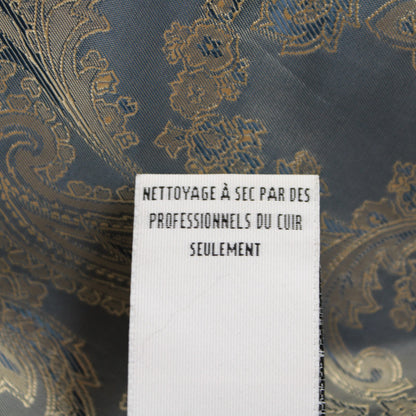 NETTOYAGE À SEC PAR DES
PROFESSIONNELS DU CUIR
SEULEMENT